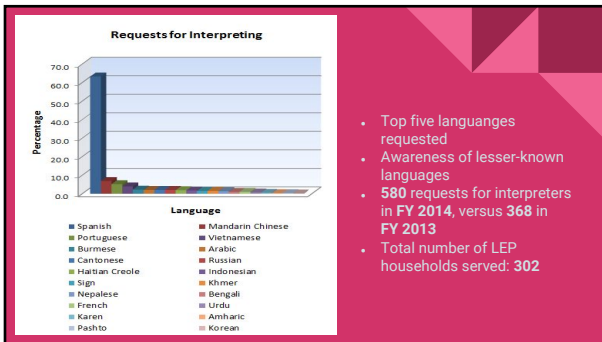 Requests for Interpreting
70.0
60.0
50.0
40.0
30.0
20.0
10.0
0.0
Percentage
Language
Spanish
Mandarin Chinese
Portuguese
Vietnamese
Burmese
Arabic
Cantonese
Russian
Haitian Creole
Indonesian
Sign
Khmer
Nepalese
Bengali
French
Urdu
Karen
Amharic
Pashto
Korean
• Top five languanges
requested
• Awareness of lesser-known
languages
• 580 requests for interpreters
in FY 2014, versus 368 in
FY 2013
• Total number of LEP
households served: 302